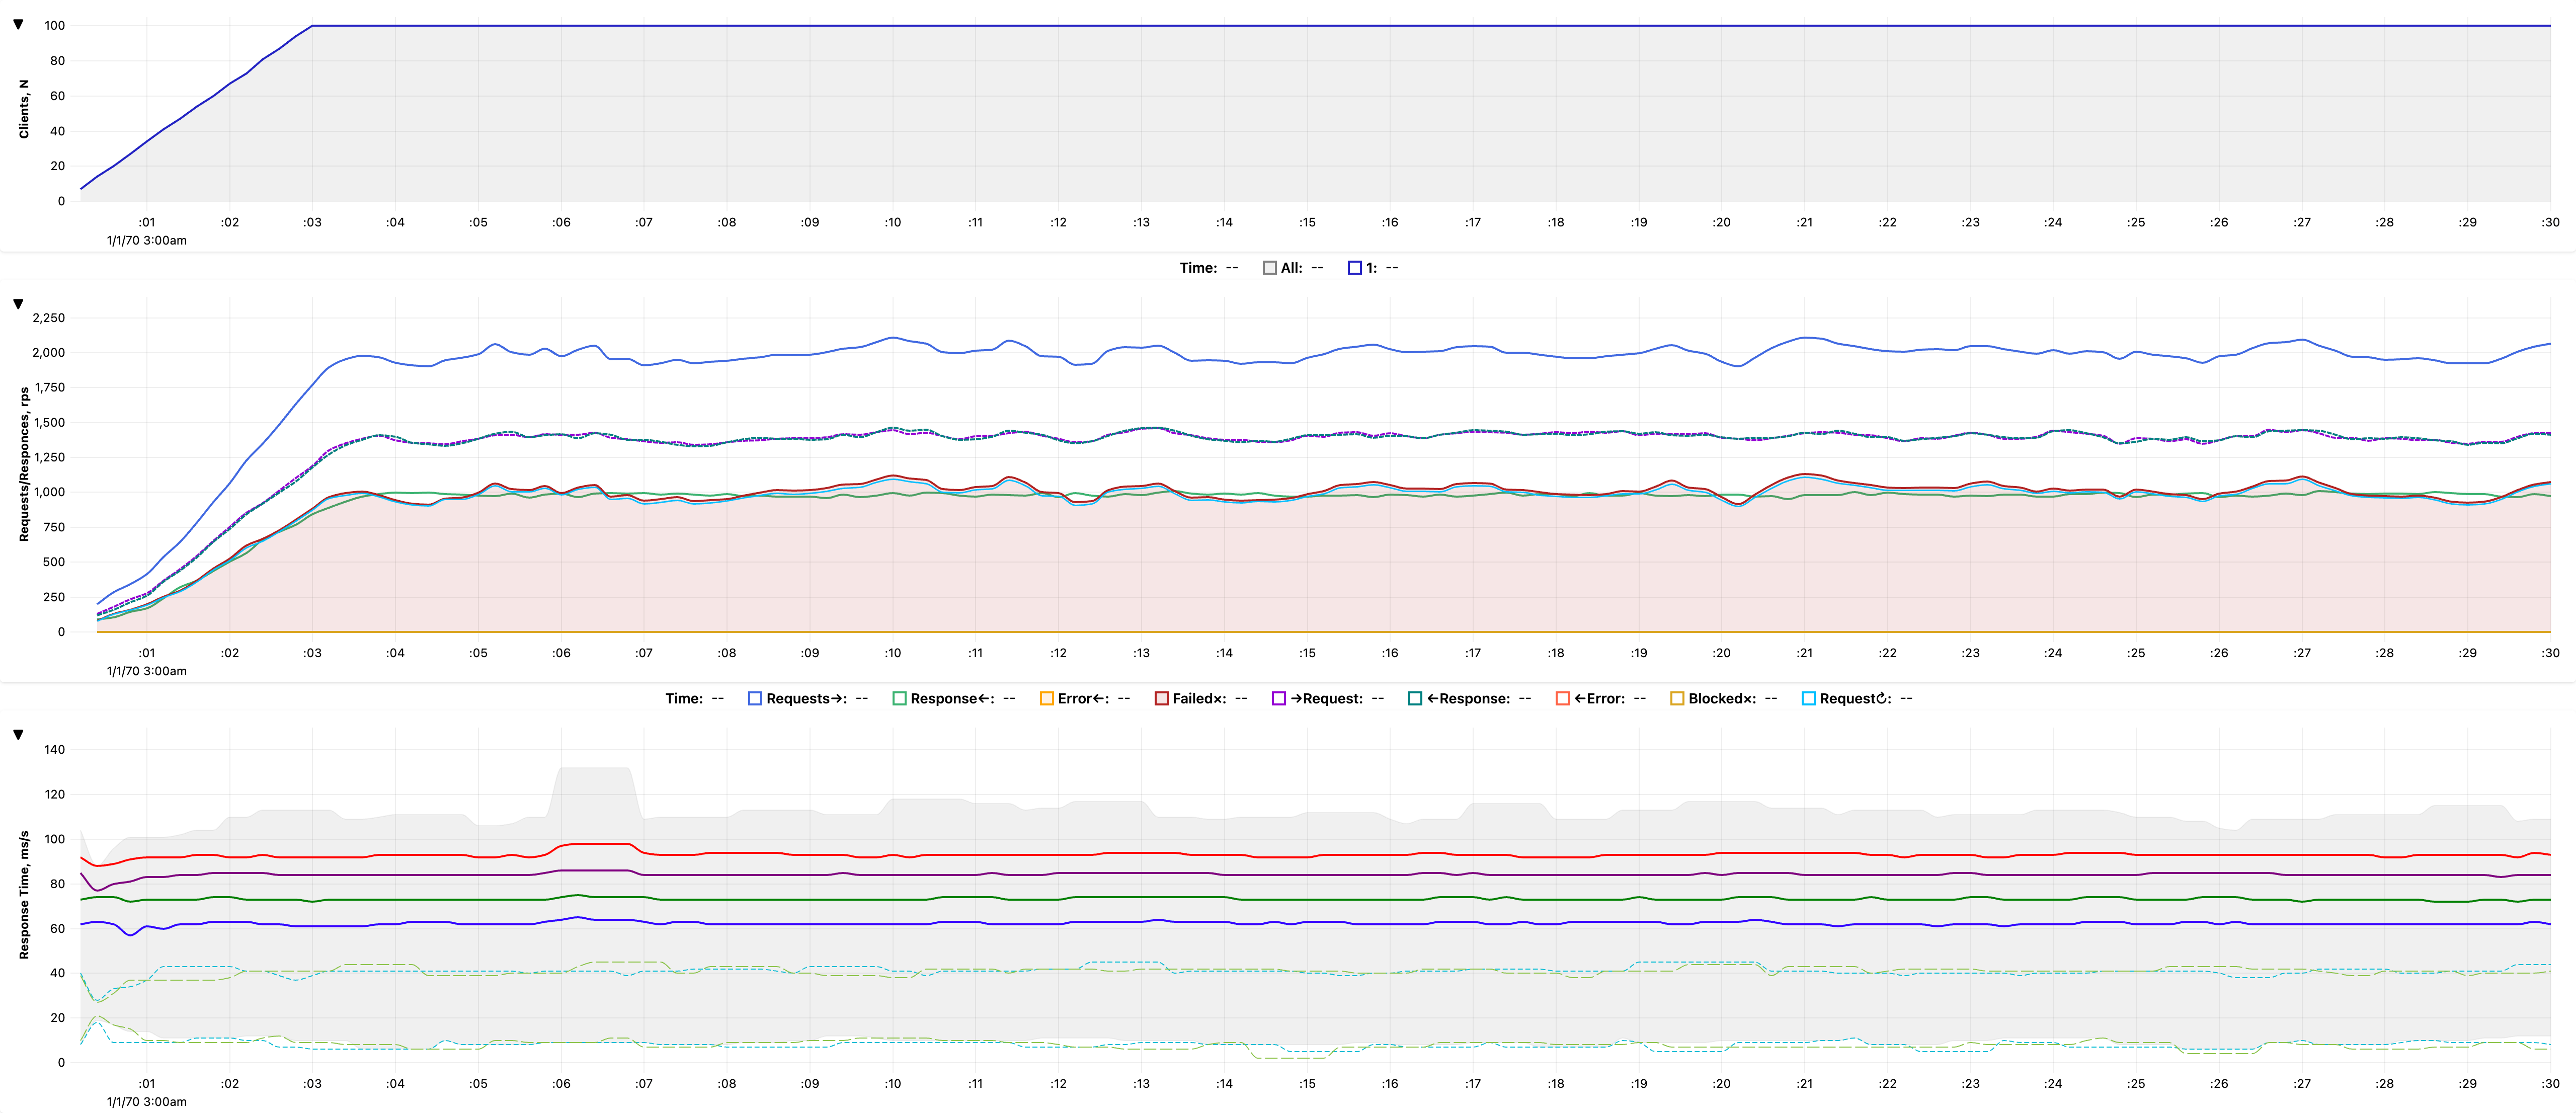 ▼
Clients, N
100
80
60
40
20
0
:01 :02 :03 :04 :05 :06 :07 :08 :09 :10 :11 :12 :13 :14 :15 :16 :17 :18 :19 :20 :21 :22 :23 :24 :25 :26 :27 :28 :29 :30
1/1/70 3:00am
Time: -- All: -- 1: --
▼
Requests/Responces, rps
2,250
2,000
1,750
1,500
1,250
1,000
750
500
250
0
:01 :02 :03 :04 :05 :06 :07 :08 :09 :10 :11 :12 :13 :14 :15 :16 :17 :18 :19 :20 :21 :22 :23 :24 :25 :26 :27 :28 :29 :30
1/1/70 3:00am
Time: -- Requests→: -- Response←: -- Error←: -- Failed×: -- →Request: -- ←Response: -- ←Error: -- Blocked×: -- Request↻: --
▼
Response Time, ms/s
140
120
100
80
60
40
20
0
:01 :02 :03 :04 :05 :06 :07 :08 :09 :10 :11 :12 :13 :14 :15 :16 :17 :18 :19 :20 :21 :22 :23 :24 :25 :26 :27 :28 :29 :30
1/1/70 3:00am